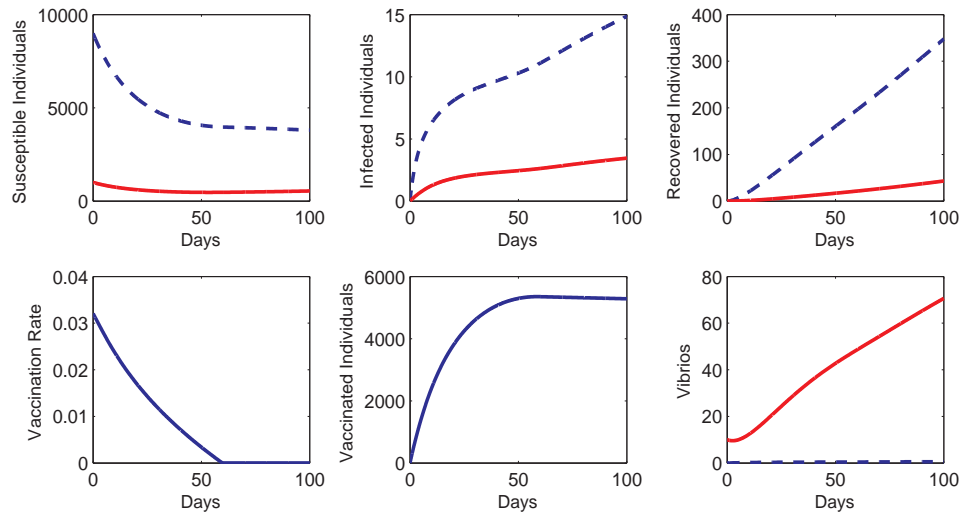 Susceptible Individuals
10000
5000
0
0 50 100
Days
Infected Individuals
15
10
5
0
0 50 100
Days
Recovered Individuals
400
300
200
100
0
0 50 100
Days
Vaccination Rate
0.04
0.03
0.02
0.01
0
0 50 100
Days
Vaccinated Individuals
6000
4000
2000
0
0 50 100
Days
Vibrios
80
60
40
20
0
0 50 100
Days